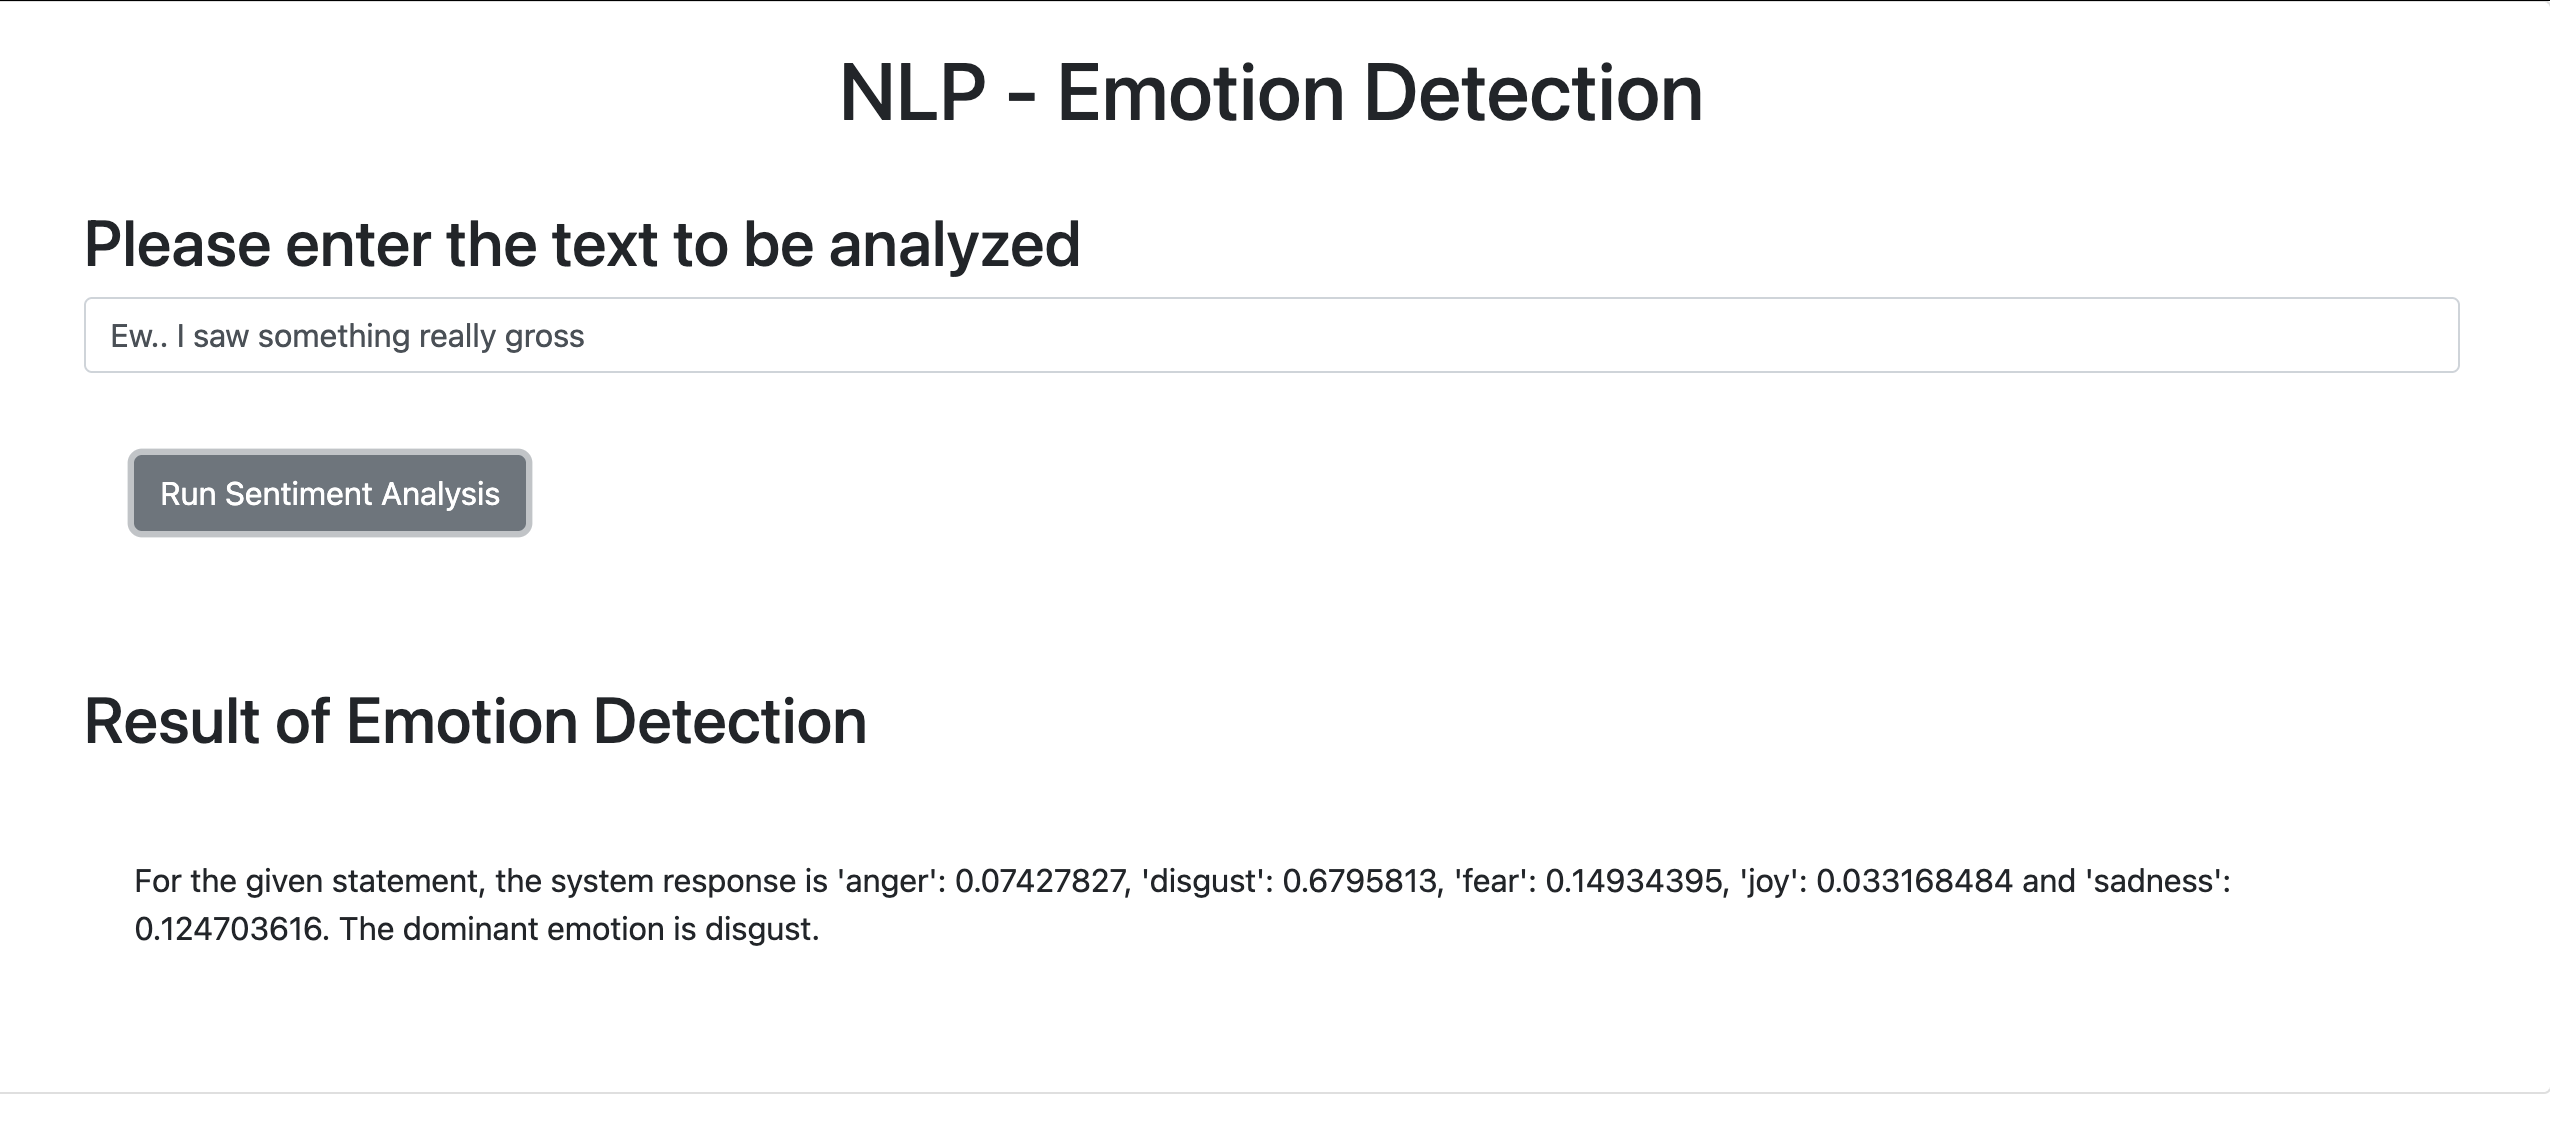 NLP - Emotion Detection
Please enter the text to be analyzed
Ew.. I saw something really gross
Run Sentiment Analysis
Result of Emotion Detection
For the given statement, the system response is 'anger': 0.07427827, 'disgust': 0.6795813, 'fear': 0.14934395, 'joy': 0.033168484 and 'sadness':
0.124703616. The dominant emotion is disgust.